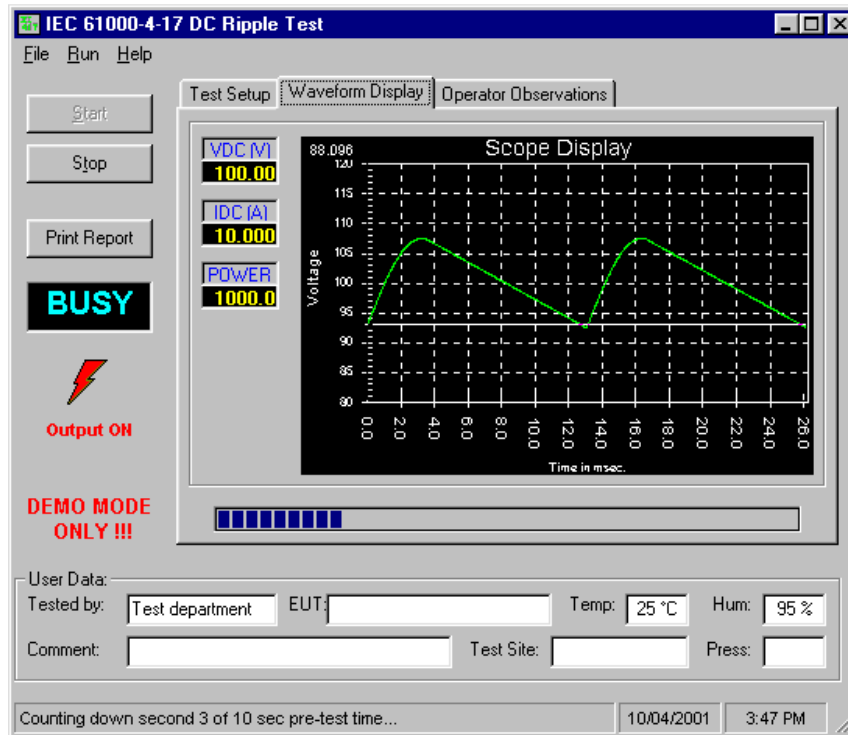 IEC 61000-4-17 DC Ripple Test
File Run Help
Start
Stop
Print Report
BUSY
Output ON
DEMO MODE
ONLY !!!
Test Setup Waveform Display Operator Observations
VDC (V)
100.00
IDC (A)
10.000
POWER
1000.0
88.096
Scope Display
Voltage
120
115
110
105
100
95
90
85
80
0.0 2.0 4.0 6.0 8.0 10.0 12.0 14.0 16.0 18.0 20.0 22.0 24.0 26.0
Time in msec.
User Data:
Tested by: Test department EUT: Temp: 25 °C Hum: 95 %
Comment: Test Site: Press:
Counting down second 3 of 10 sec pre-test time... 10/04/2001 3:47 PM